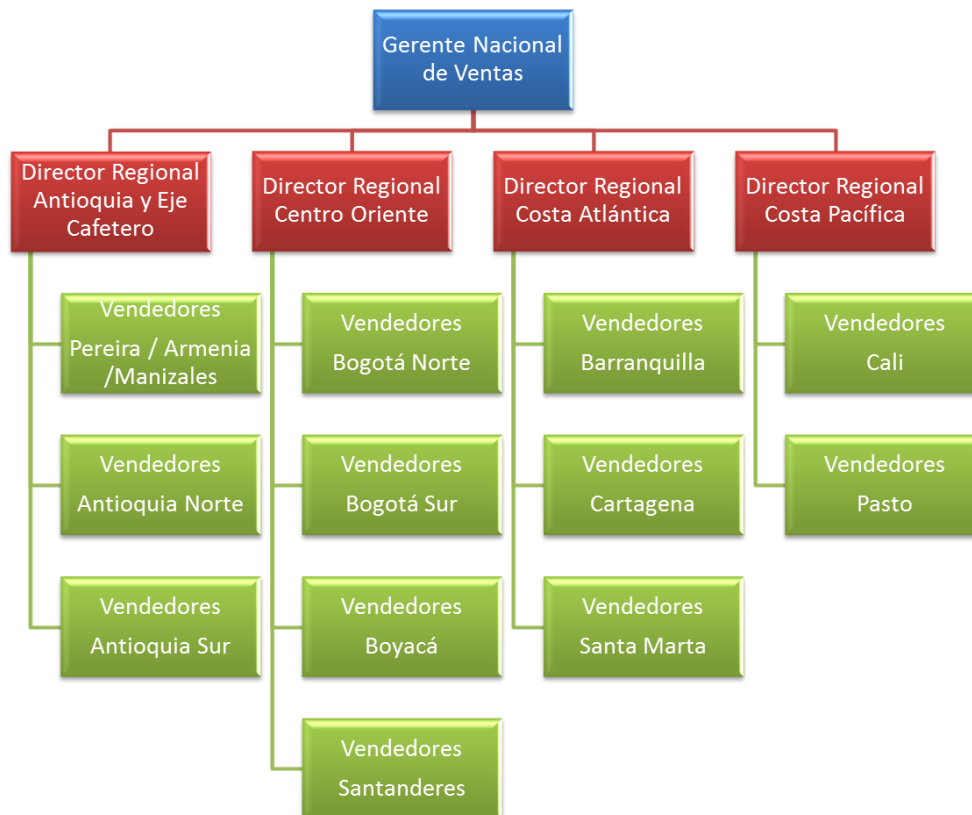 Gerente Nacional
de Ventas
Director Regional
Antioquia y Eje
Cafetero
Vendedores
Pereira / Armenia
/Manizales
Vendedores
Antioquia Norte
Vendedores
Antioquia Sur
Director Regional
Centro Oriente
Vendedores
Bogotá Norte
Vendedores
Bogotá Sur
Vendedores
Boyacá
Vendedores
Santanderes
Director Regional
Costa Atlántica
Vendedores
Barranquilla
Vendedores
Cartagena
Vendedores
Santa Marta
Director Regional
Costa Pacífica
Vendedores
Cali
Vendedores
Pasto